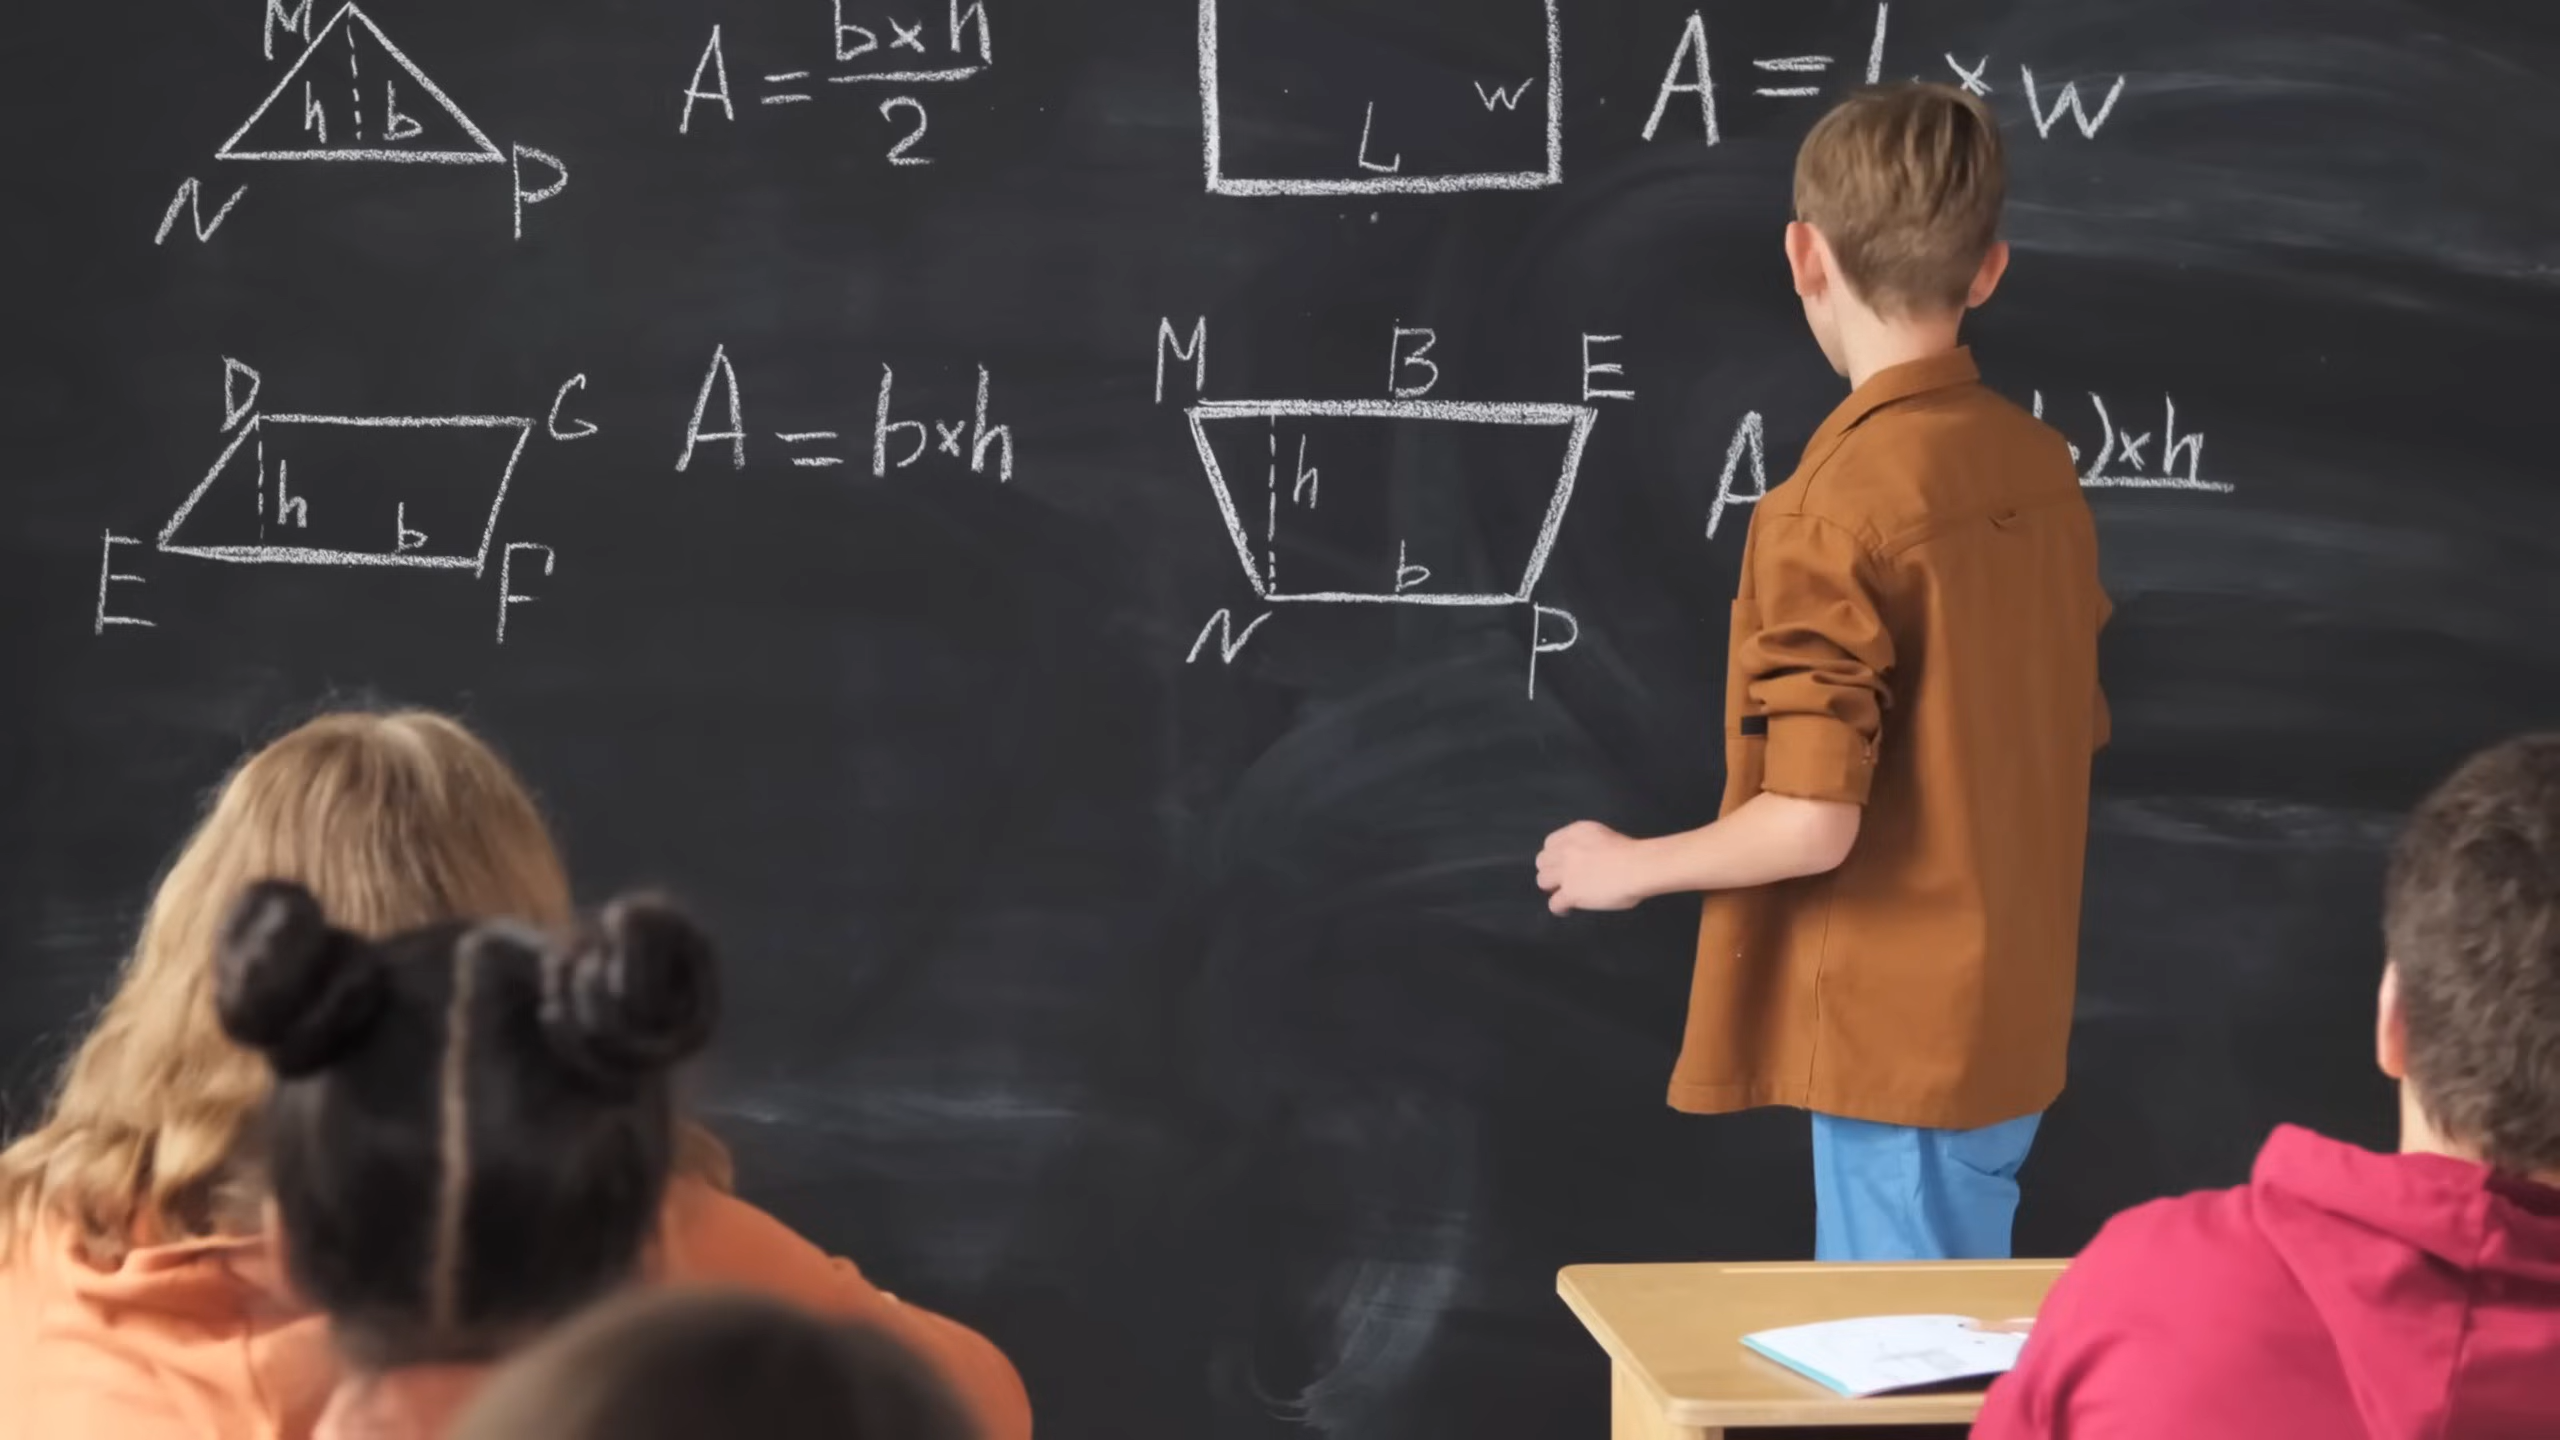 M
h b
N P
A = b×h
2
L w
A = L × w
D G
h b
E F
A = b×h
M B E
h
b
N P
A
)×h